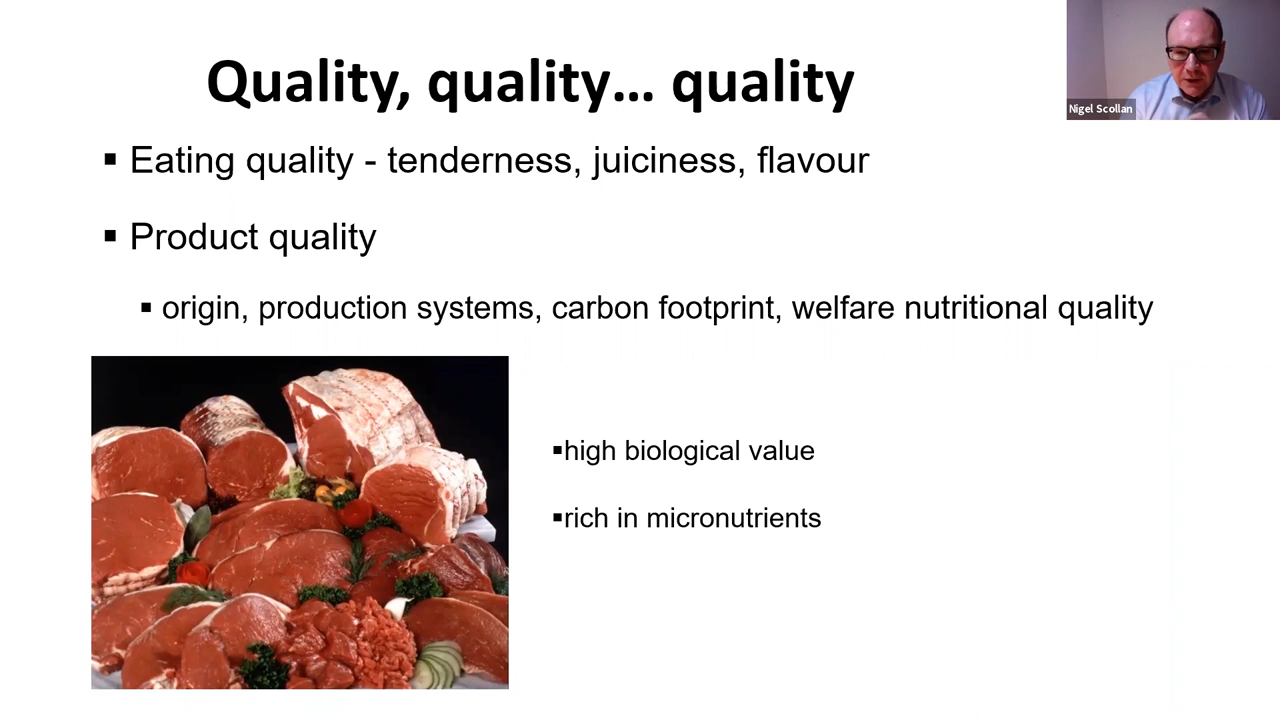 Quality, quality... quality
Nigel Scollan
▪ Eating quality - tenderness, juiciness, flavour
▪ Product quality
▪ origin, production systems, carbon footprint, welfare nutritional quality
▪high biological value
▪rich in micronutrients